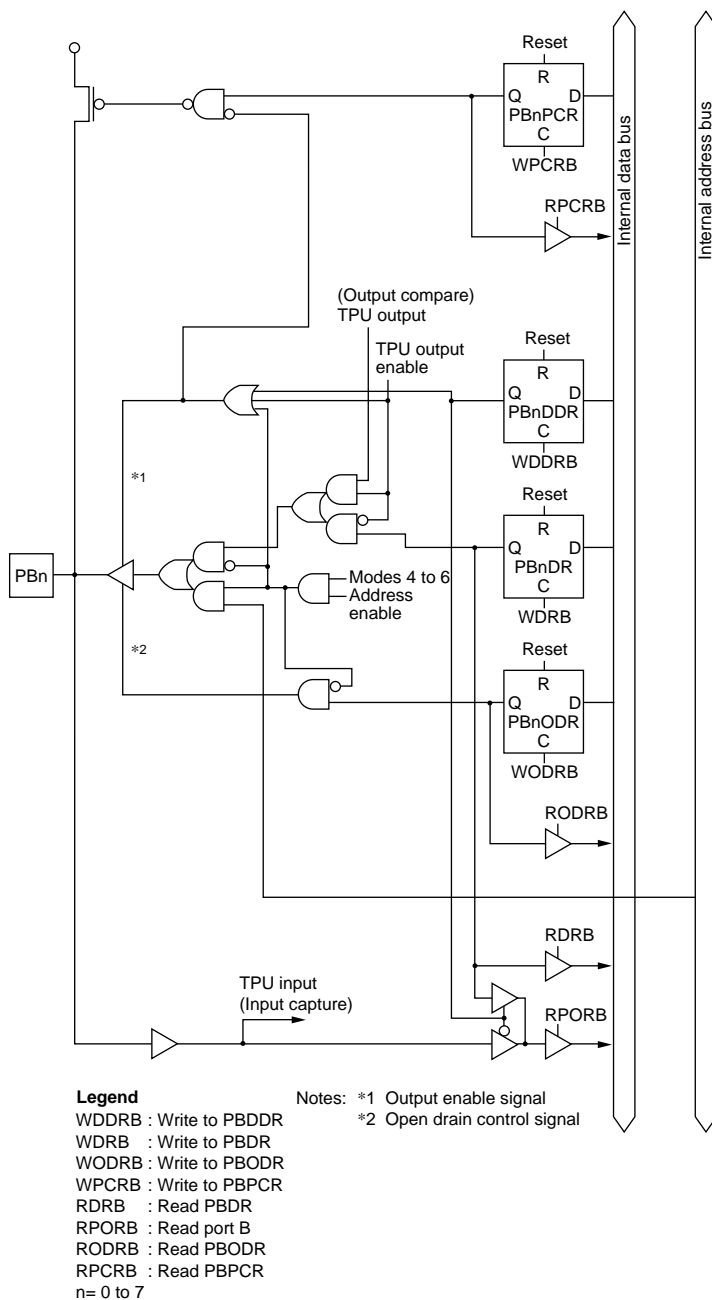 Reset
R
Q D
PBnPCR
C
WPCRB
RPCRB
Internal data bus
Internal address bus
(Output compare)
TPU output
TPU output
enable
Reset
R
Q D
PBnDDR
C
WDDRB
*1
Reset
R
Q D
PBnDR
C
WDRB
PBn
Modes 4 to 6
Address
enable
*2
Reset
R
Q D
PBnODR
C
WODRB
RODRB
RDRB
TPU input
(Input capture)
RPORB
Legend
WDDRB : Write to PBDDR
WDRB : Write to PBDR
WODRB : Write to PBODR
WPCRB : Write to PBPCR
RDRB : Read PBDR
RPORB : Read port B
RODRB : Read PBODR
RPCRB : Read PBPCR
n= 0 to 7
Notes: *1 Output enable signal
*2 Open drain control signal